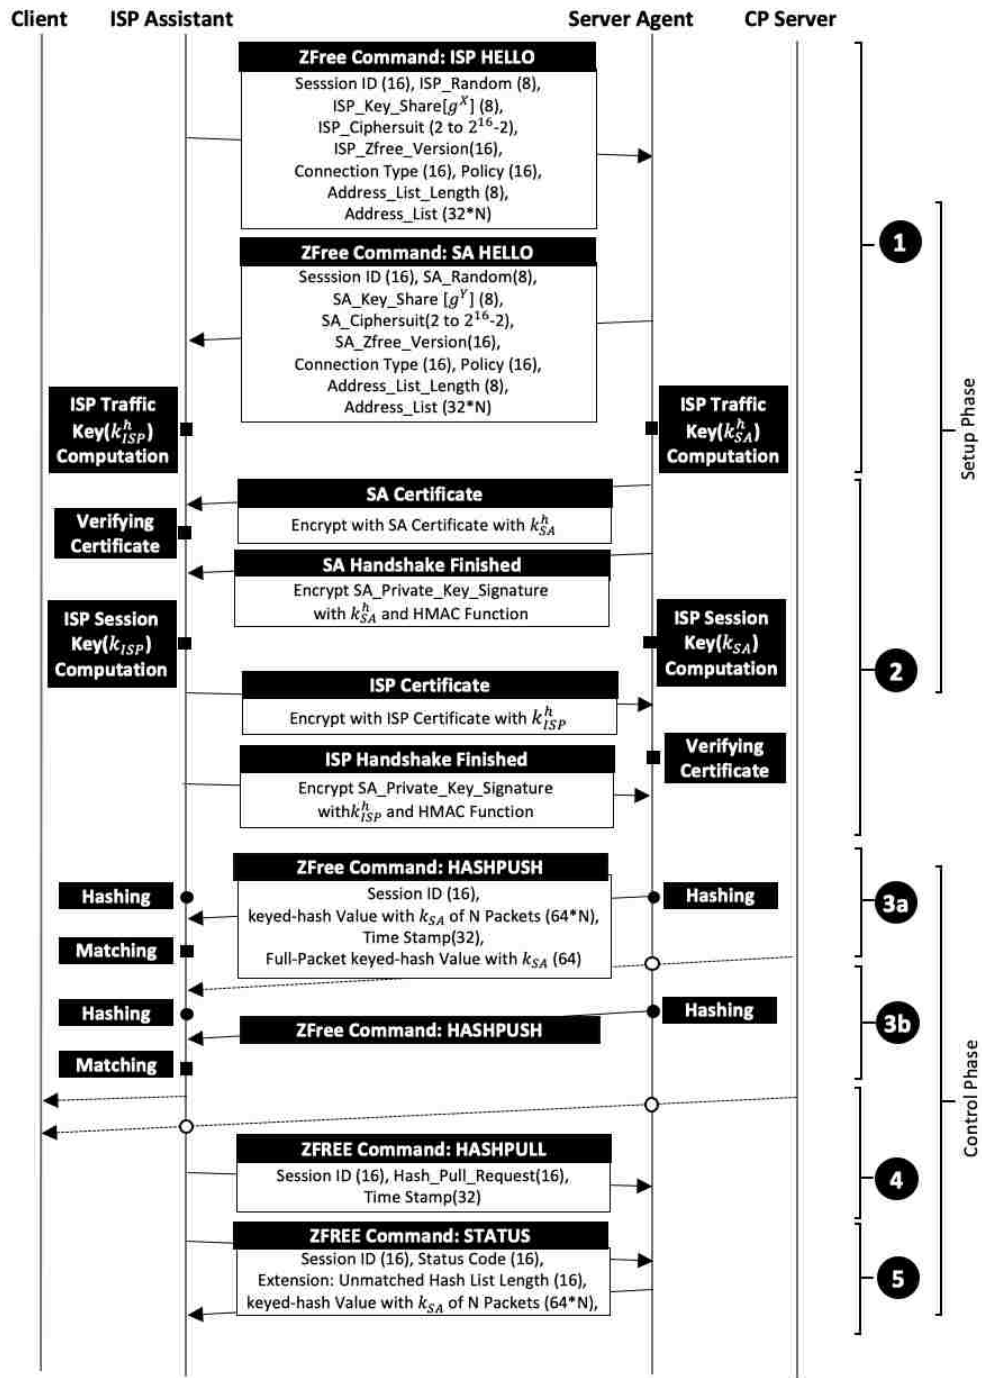 Client ISP Assistant Server Agent CP Server
ZFree Command: ISP HELLO
Sesssion ID (16), ISP_Random (8),
ISP_Key_Share[g^X] (8),
ISP_Ciphersuit (2 to 2^16-2),
ISP_Zfree_Version(16),
Connection Type (16), Policy (16),
Address_List_Length (8),
Address_List (32*N)
1
ZFree Command: SA HELLO
Sesssion ID (16), SA_Random(8),
SA_Key_Share [g^Y] (8),
SA_Ciphersuit(2 to 2^16-2),
SA_Zfree_Version(16),
Connection Type (16), Policy (16),
Address_List_Length (8),
Address_List (32*N)
ISP Traffic
Key(k_ISP^h)
Computation
ISP Traffic
Key(k_SA^h)
Computation
Setup Phase
SA Certificate
Encrypt with SA Certificate with k_SA^h
Verifying
Certificate
SA Handshake Finished
Encrypt SA_Private_Key_Signature
with k_SA^h and HMAC Function
ISP Session
Key(k_ISP)
Computation
ISP Session
Key(k_SA)
Computation
2
ISP Certificate
Encrypt with ISP Certificate with k_ISP^h
Verifying
Certificate
ISP Handshake Finished
Encrypt SA_Private_Key_Signature
withk_ISP^h and HMAC Function
ZFree Command: HASHPUSH
Session ID (16),
keyed-hash Value with k_SA of N Packets (64*N),
Time Stamp(32),
Full-Packet keyed-hash Value with k_SA (64)
Hashing
Hashing
3a
Matching
Hashing
Hashing
3b
ZFree Command: HASHPUSH
Matching
Control Phase
ZFREE Command: HASHPULL
Session ID (16), Hash_Pull_Request(16),
Time Stamp(32)
4
ZFREE Command: STATUS
Session ID (16), Status Code (16),
Extension: Unmatched Hash List Length (16),
keyed-hash Value with k_SA of N Packets (64*N),
5